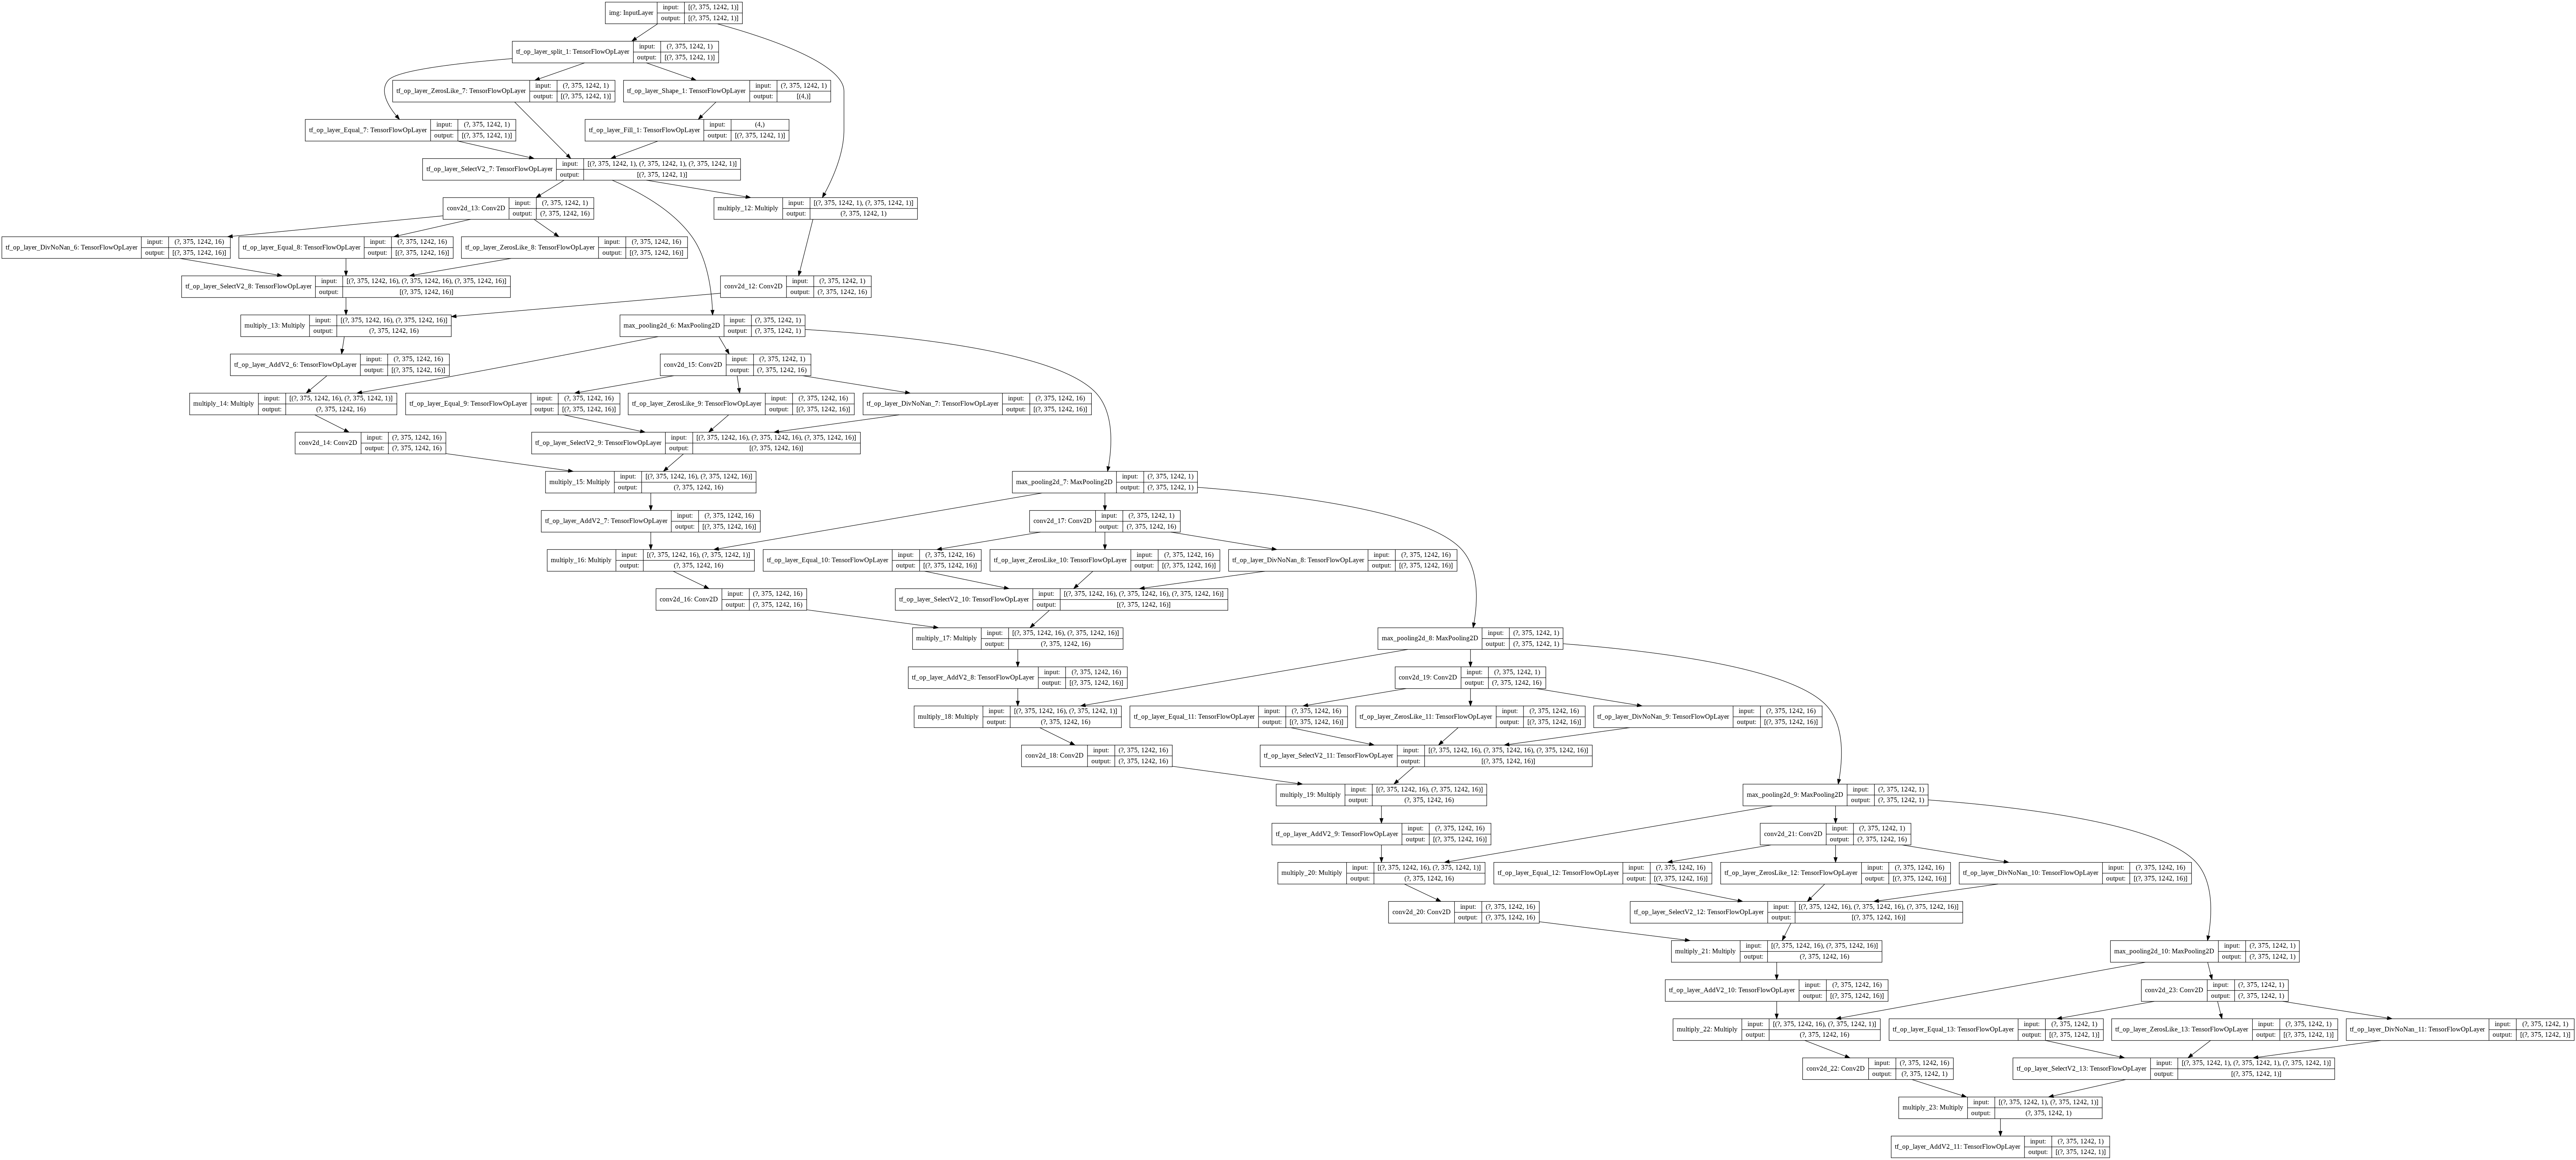 img: InputLayer input: [(?, 375, 1242, 1)]
output: [(?, 375, 1242, 1)]
tf_op_layer_split_1: TensorFlowOpLayer input: (?, 375, 1242, 1)
output: [(?, 375, 1242, 1)]
tf_op_layer_ZerosLike_7: TensorFlowOpLayer input: (?, 375, 1242, 1)
output: [(?, 375, 1242, 1)]
tf_op_layer_Shape_1: TensorFlowOpLayer input: (?, 375, 1242, 1)
output: [(4,)]
tf_op_layer_Equal_7: TensorFlowOpLayer input: (?, 375, 1242, 1)
output: [(?, 375, 1242, 1)]
tf_op_layer_Fill_1: TensorFlowOpLayer input: (4,)
output: [(?, 375, 1242, 1)]
tf_op_layer_SelectV2_7: TensorFlowOpLayer input: [(?, 375, 1242, 1), (?, 375, 1242, 1), (?, 375, 1242, 1)]
output: [(?, 375, 1242, 1)]
conv2d_13: Conv2D input: (?, 375, 1242, 1)
output: (?, 375, 1242, 16)
multiply_12: Multiply input: [(?, 375, 1242, 1), (?, 375, 1242, 1)]
output: (?, 375, 1242, 1)
tf_op_layer_DivNoNan_6: TensorFlowOpLayer input: (?, 375, 1242, 16)
output: [(?, 375, 1242, 16)]
tf_op_layer_Equal_8: TensorFlowOpLayer input: (?, 375, 1242, 16)
output: [(?, 375, 1242, 16)]
tf_op_layer_ZerosLike_8: TensorFlowOpLayer input: (?, 375, 1242, 16)
output: [(?, 375, 1242, 16)]
tf_op_layer_SelectV2_8: TensorFlowOpLayer input: [(?, 375, 1242, 16), (?, 375, 1242, 16), (?, 375, 1242, 16)]
output: [(?, 375, 1242, 16)]
conv2d_12: Conv2D input: (?, 375, 1242, 1)
output: (?, 375, 1242, 16)
multiply_13: Multiply input: [(?, 375, 1242, 16), (?, 375, 1242, 16)]
output: (?, 375, 1242, 16)
max_pooling2d_6: MaxPooling2D input: (?, 375, 1242, 1)
output: (?, 375, 1242, 1)
tf_op_layer_AddV2_6: TensorFlowOpLayer input: (?, 375, 1242, 16)
output: [(?, 375, 1242, 16)]
conv2d_15: Conv2D input: (?, 375, 1242, 1)
output: (?, 375, 1242, 16)
multiply_14: Multiply input: [(?, 375, 1242, 16), (?, 375, 1242, 1)]
output: (?, 375, 1242, 16)
tf_op_layer_Equal_9: TensorFlowOpLayer input: (?, 375, 1242, 16)
output: [(?, 375, 1242, 16)]
tf_op_layer_ZerosLike_9: TensorFlowOpLayer input: (?, 375, 1242, 16)
output: [(?, 375, 1242, 16)]
tf_op_layer_DivNoNan_7: TensorFlowOpLayer input: (?, 375, 1242, 16)
output: [(?, 375, 1242, 16)]
conv2d_14: Conv2D input: (?, 375, 1242, 16)
output: (?, 375, 1242, 16)
tf_op_layer_SelectV2_9: TensorFlowOpLayer input: [(?, 375, 1242, 16), (?, 375, 1242, 16), (?, 375, 1242, 16)]
output: [(?, 375, 1242, 16)]
multiply_15: Multiply input: [(?, 375, 1242, 16), (?, 375, 1242, 16)]
output: (?, 375, 1242, 16)
max_pooling2d_7: MaxPooling2D input: (?, 375, 1242, 1)
output: (?, 375, 1242, 1)
tf_op_layer_AddV2_7: TensorFlowOpLayer input: (?, 375, 1242, 16)
output: [(?, 375, 1242, 16)]
conv2d_17: Conv2D input: (?, 375, 1242, 1)
output: (?, 375, 1242, 16)
multiply_16: Multiply input: [(?, 375, 1242, 16), (?, 375, 1242, 1)]
output: (?, 375, 1242, 16)
tf_op_layer_Equal_10: TensorFlowOpLayer input: (?, 375, 1242, 16)
output: [(?, 375, 1242, 16)]
tf_op_layer_ZerosLike_10: TensorFlowOpLayer input: (?, 375, 1242, 16)
output: [(?, 375, 1242, 16)]
tf_op_layer_DivNoNan_8: TensorFlowOpLayer input: (?, 375, 1242, 16)
output: [(?, 375, 1242, 16)]
conv2d_16: Conv2D input: (?, 375, 1242, 16)
output: (?, 375, 1242, 16)
tf_op_layer_SelectV2_10: TensorFlowOpLayer input: [(?, 375, 1242, 16), (?, 375, 1242, 16), (?, 375, 1242, 16)]
output: [(?, 375, 1242, 16)]
multiply_17: Multiply input: [(?, 375, 1242, 16), (?, 375, 1242, 16)]
output: (?, 375, 1242, 16)
max_pooling2d_8: MaxPooling2D input: (?, 375, 1242, 1)
output: (?, 375, 1242, 1)
tf_op_layer_AddV2_8: TensorFlowOpLayer input: (?, 375, 1242, 16)
output: [(?, 375, 1242, 16)]
conv2d_19: Conv2D input: (?, 375, 1242, 1)
output: (?, 375, 1242, 16)
multiply_18: Multiply input: [(?, 375, 1242, 16), (?, 375, 1242, 1)]
output: (?, 375, 1242, 16)
tf_op_layer_Equal_11: TensorFlowOpLayer input: (?, 375, 1242, 16)
output: [(?, 375, 1242, 16)]
tf_op_layer_ZerosLike_11: TensorFlowOpLayer input: (?, 375, 1242, 16)
output: [(?, 375, 1242, 16)]
tf_op_layer_DivNoNan_9: TensorFlowOpLayer input: (?, 375, 1242, 16)
output: [(?, 375, 1242, 16)]
conv2d_18: Conv2D input: (?, 375, 1242, 16)
output: (?, 375, 1242, 16)
tf_op_layer_SelectV2_11: TensorFlowOpLayer input: [(?, 375, 1242, 16), (?, 375, 1242, 16), (?, 375, 1242, 16)]
output: [(?, 375, 1242, 16)]
multiply_19: Multiply input: [(?, 375, 1242, 16), (?, 375, 1242, 16)]
output: (?, 375, 1242, 16)
max_pooling2d_9: MaxPooling2D input: (?, 375, 1242, 1)
output: (?, 375, 1242, 1)
tf_op_layer_AddV2_9: TensorFlowOpLayer input: (?, 375, 1242, 16)
output: [(?, 375, 1242, 16)]
conv2d_21: Conv2D input: (?, 375, 1242, 1)
output: (?, 375, 1242, 16)
multiply_20: Multiply input: [(?, 375, 1242, 16), (?, 375, 1242, 1)]
output: (?, 375, 1242, 16)
tf_op_layer_Equal_12: TensorFlowOpLayer input: (?, 375, 1242, 16)
output: [(?, 375, 1242, 16)]
tf_op_layer_ZerosLike_12: TensorFlowOpLayer input: (?, 375, 1242, 16)
output: [(?, 375, 1242, 16)]
tf_op_layer_DivNoNan_10: TensorFlowOpLayer input: (?, 375, 1242, 16)
output: [(?, 375, 1242, 16)]
conv2d_20: Conv2D input: (?, 375, 1242, 16)
output: (?, 375, 1242, 16)
tf_op_layer_SelectV2_12: TensorFlowOpLayer input: [(?, 375, 1242, 16), (?, 375, 1242, 16), (?, 375, 1242, 16)]
output: [(?, 375, 1242, 16)]
multiply_21: Multiply input: [(?, 375, 1242, 16), (?, 375, 1242, 16)]
output: (?, 375, 1242, 16)
max_pooling2d_10: MaxPooling2D input: (?, 375, 1242, 1)
output: (?, 375, 1242, 1)
tf_op_layer_AddV2_10: TensorFlowOpLayer input: (?, 375, 1242, 16)
output: [(?, 375, 1242, 16)]
conv2d_23: Conv2D input: (?, 375, 1242, 1)
output: (?, 375, 1242, 1)
multiply_22: Multiply input: [(?, 375, 1242, 16), (?, 375, 1242, 1)]
output: (?, 375, 1242, 16)
tf_op_layer_Equal_13: TensorFlowOpLayer input: (?, 375, 1242, 1)
output: [(?, 375, 1242, 1)]
tf_op_layer_ZerosLike_13: TensorFlowOpLayer input: (?, 375, 1242, 1)
output: [(?, 375, 1242, 1)]
tf_op_layer_DivNoNan_11: TensorFlowOpLayer input: (?, 375, 1242, 1)
output: [(?, 375, 1242, 1)]
conv2d_22: Conv2D input: (?, 375, 1242, 16)
output: (?, 375, 1242, 1)
tf_op_layer_SelectV2_13: TensorFlowOpLayer input: [(?, 375, 1242, 1), (?, 375, 1242, 1), (?, 375, 1242, 1)]
output: [(?, 375, 1242, 1)]
multiply_23: Multiply input: [(?, 375, 1242, 1), (?, 375, 1242, 1)]
output: (?, 375, 1242, 1)
tf_op_layer_AddV2_11: TensorFlowOpLayer input: (?, 375, 1242, 1)
output: [(?, 375, 1242, 1)]